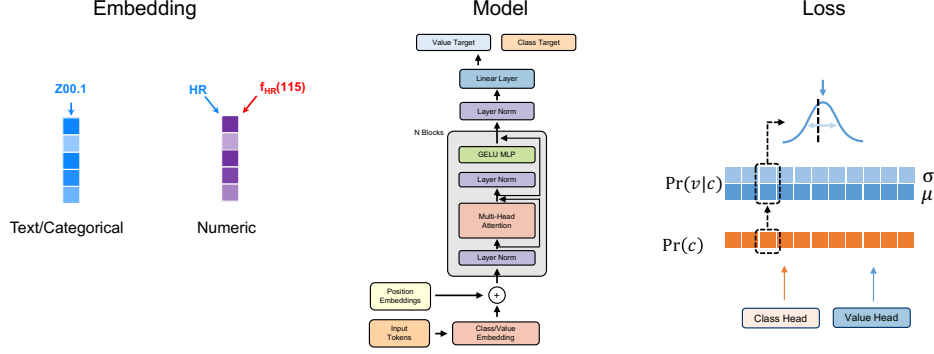 Embedding
Z00.1
HR
f_HR(115)
Text/Categorical
Numeric
Model
Value Target
Class Target
Linear Layer
Layer Norm
N Blocks
GELU MLP
Layer Norm
Multi-Head
Attention
Layer Norm
Position
Embeddings
+
Input
Tokens
Class/Value
Embedding
Loss
Pr(v|c)
σ
μ
Pr(c)
Class Head
Value Head